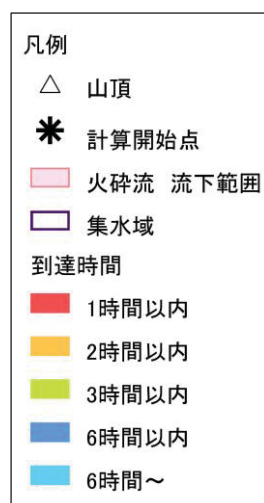 凡例
山頂
計算開始点
火砕流 流下範囲
集水域
到達時間
1時間以内
2時間以内
3時間以内
6時間以内
6時間～